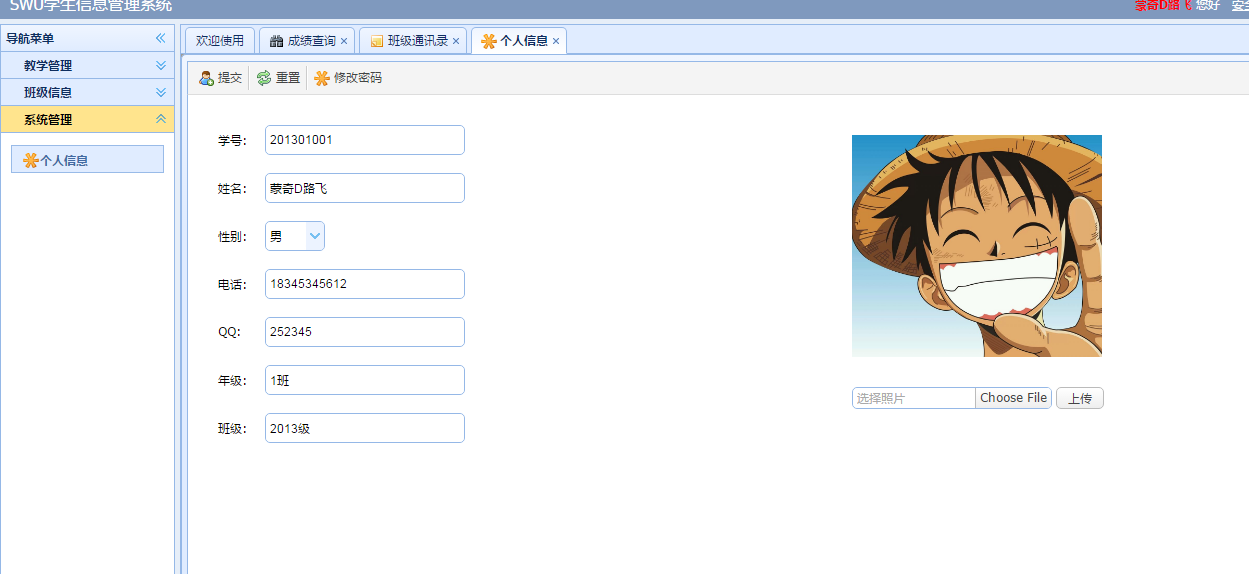 SWU学生信息管理系统
蒙奇D路飞 您好 安全
导航菜单
教学管理
班级信息
系统管理
个人信息
欢迎使用 成绩查询 班级通讯录 个人信息
提交 重置 修改密码
学号: 201301001
姓名: 蒙奇D路飞
性别: 男
电话: 18345345612
QQ: 252345
年级: 1班
班级: 2013级
选择照片 Choose File 上传